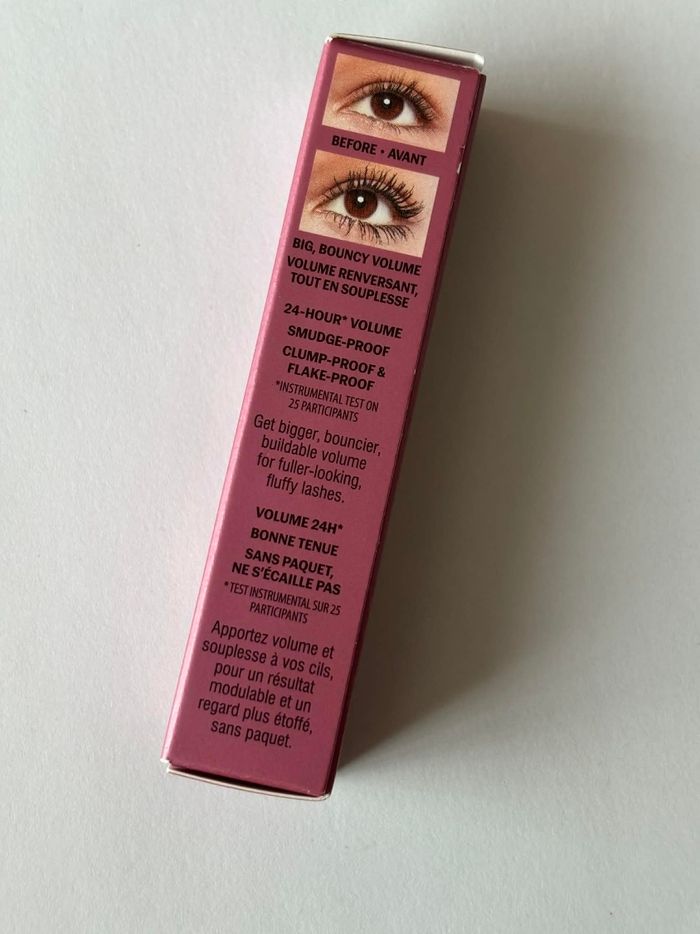 BEFORE • AVANT
BIG, BOUNCY VOLUME
VOLUME RENVERSANT,
TOUT EN SOUPLESSE
24-HOUR* VOLUME
SMUDGE-PROOF
CLUMP-PROOF &
FLAKE-PROOF
*INSTRUMENTAL TEST ON
25 PARTICIPANTS
Get bigger, bouncier,
buildable volume
for fuller-looking,
fluffy lashes.
VOLUME 24H*
BONNE TENUE
SANS PAQUET,
NE S'ÉCAILLE PAS
*TEST INSTRUMENTAL SUR 25
PARTICIPANTS
Apportez volume et
souplesse à vos cils,
pour un résultat
modulable et un
regard plus étoffé,
sans paquet.